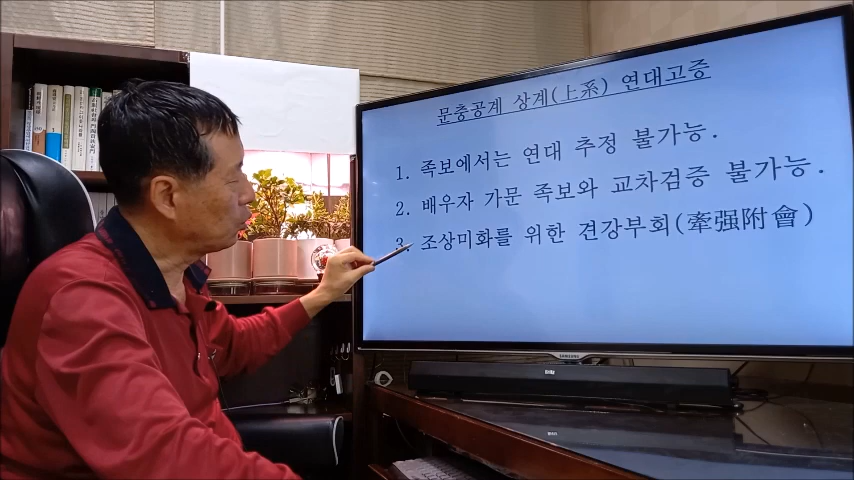 문충공계 상계(上系) 연대고증
1. 족보에서는 연대 추정 불가능.
2. 배우자 가문 족보와 교차검증 불가능.
3. 조상미화를 위한 견강부회(牽强附會)
SAMSUNG